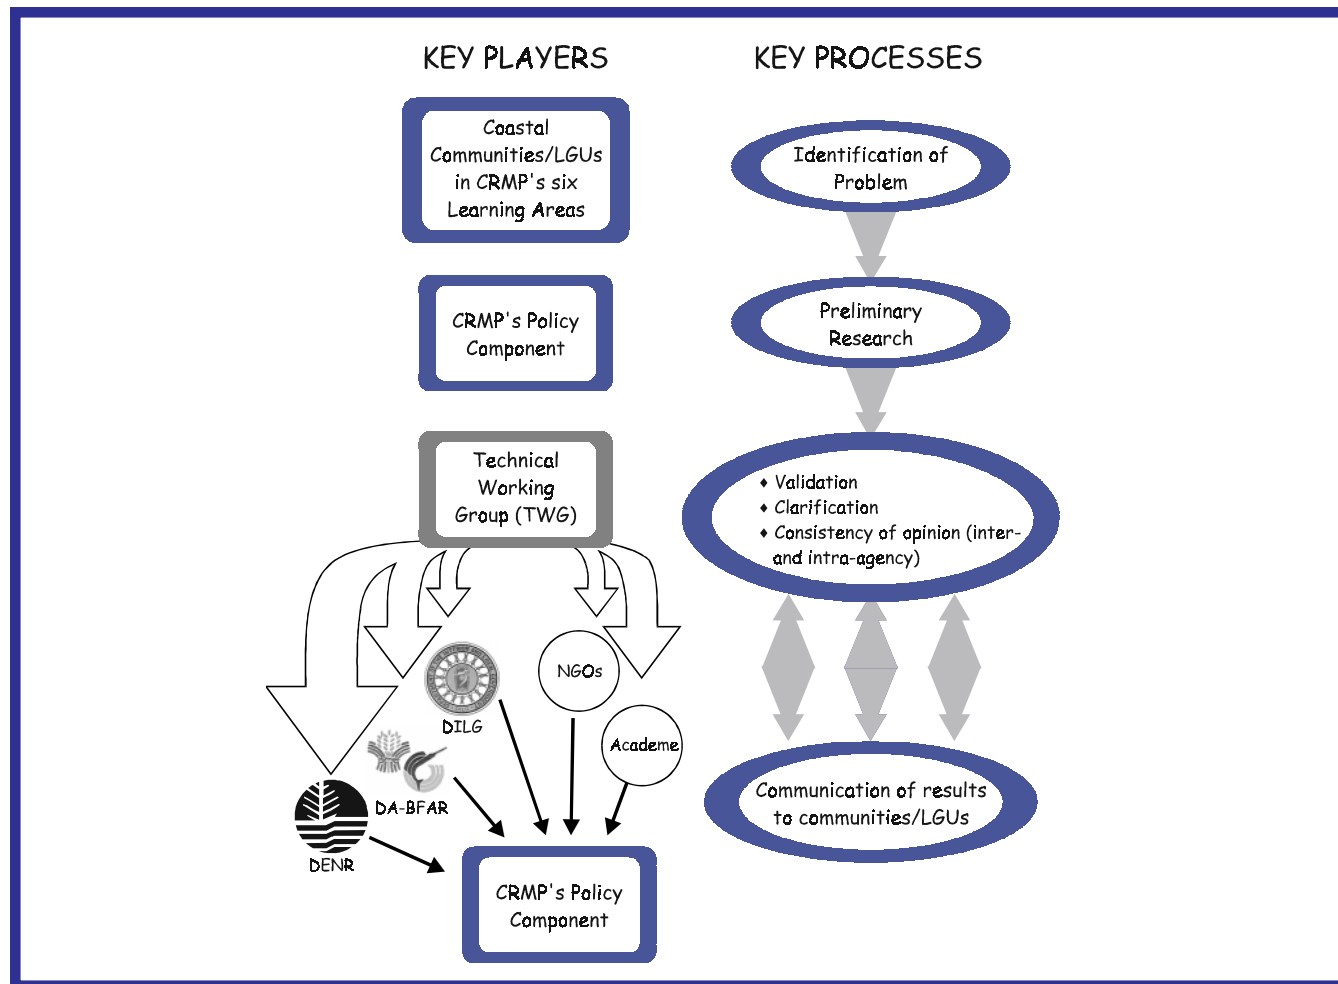 KEY PLAYERS
Coastal
Communities/LGUs
in CRMP's six
Learning Areas
CRMP's Policy
Component
Technical
Working
Group (TWG)
DILG
NGOs
Academe
DA-BFAR
DENR
CRMP's Policy
Component
KEY PROCESSES
Identification of
Problem
Preliminary
Research
♦ Validation
♦ Clarification
♦ Consistency of opinion (inter-
and intra-agency)
Communication of results
to communities/LGUs